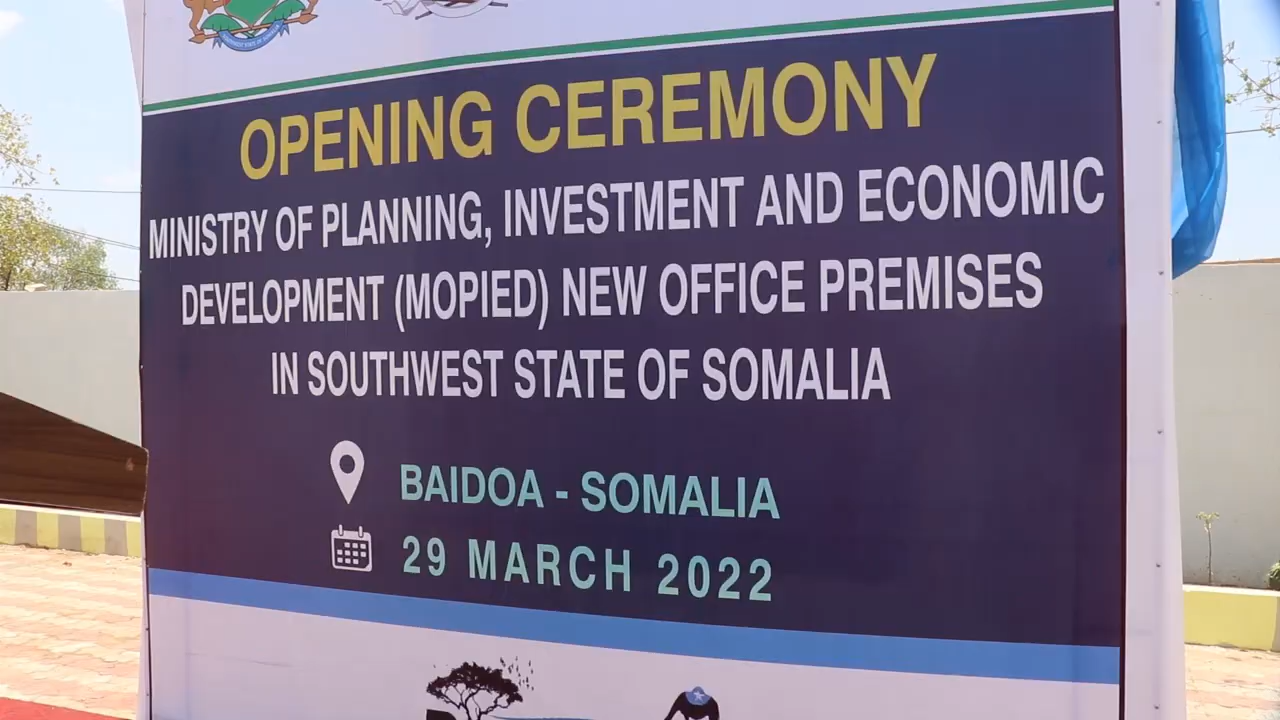 OPENING CEREMONY
MINISTRY OF PLANNING, INVESTMENT AND ECONOMIC
DEVELOPMENT (MOPIED) NEW OFFICE PREMISES
IN SOUTHWEST STATE OF SOMALIA
BAIDOA - SOMALIA
29 MARCH 2022